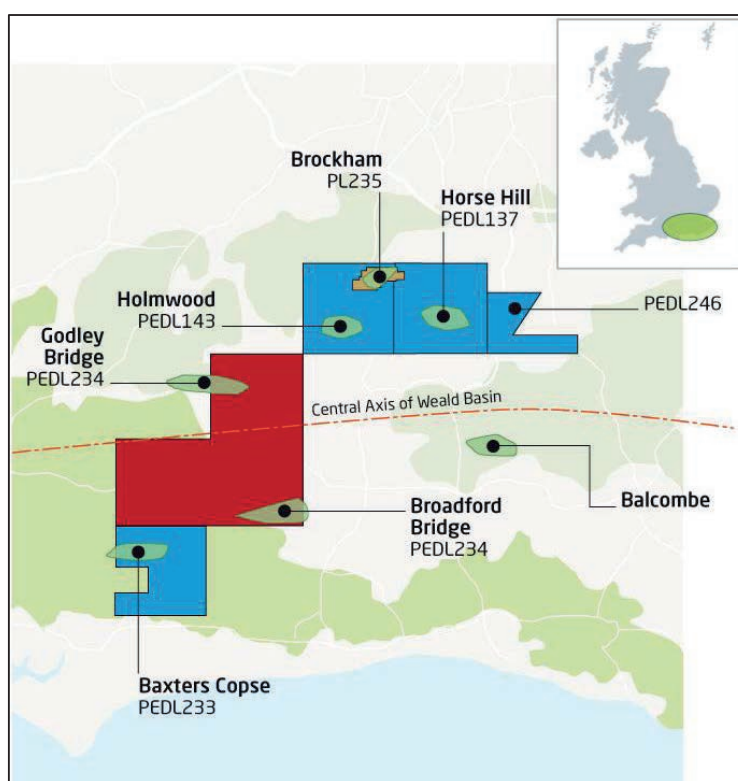 Brockham
PL235
Horse Hill
PEDL137
Holmwood
PEDL143
PEDL246
Godley
Bridge
PEDL234
Central Axis of Weald Basin
Balcombe
Broadford
Bridge
PEDL234
Baxters Copse
PEDL233